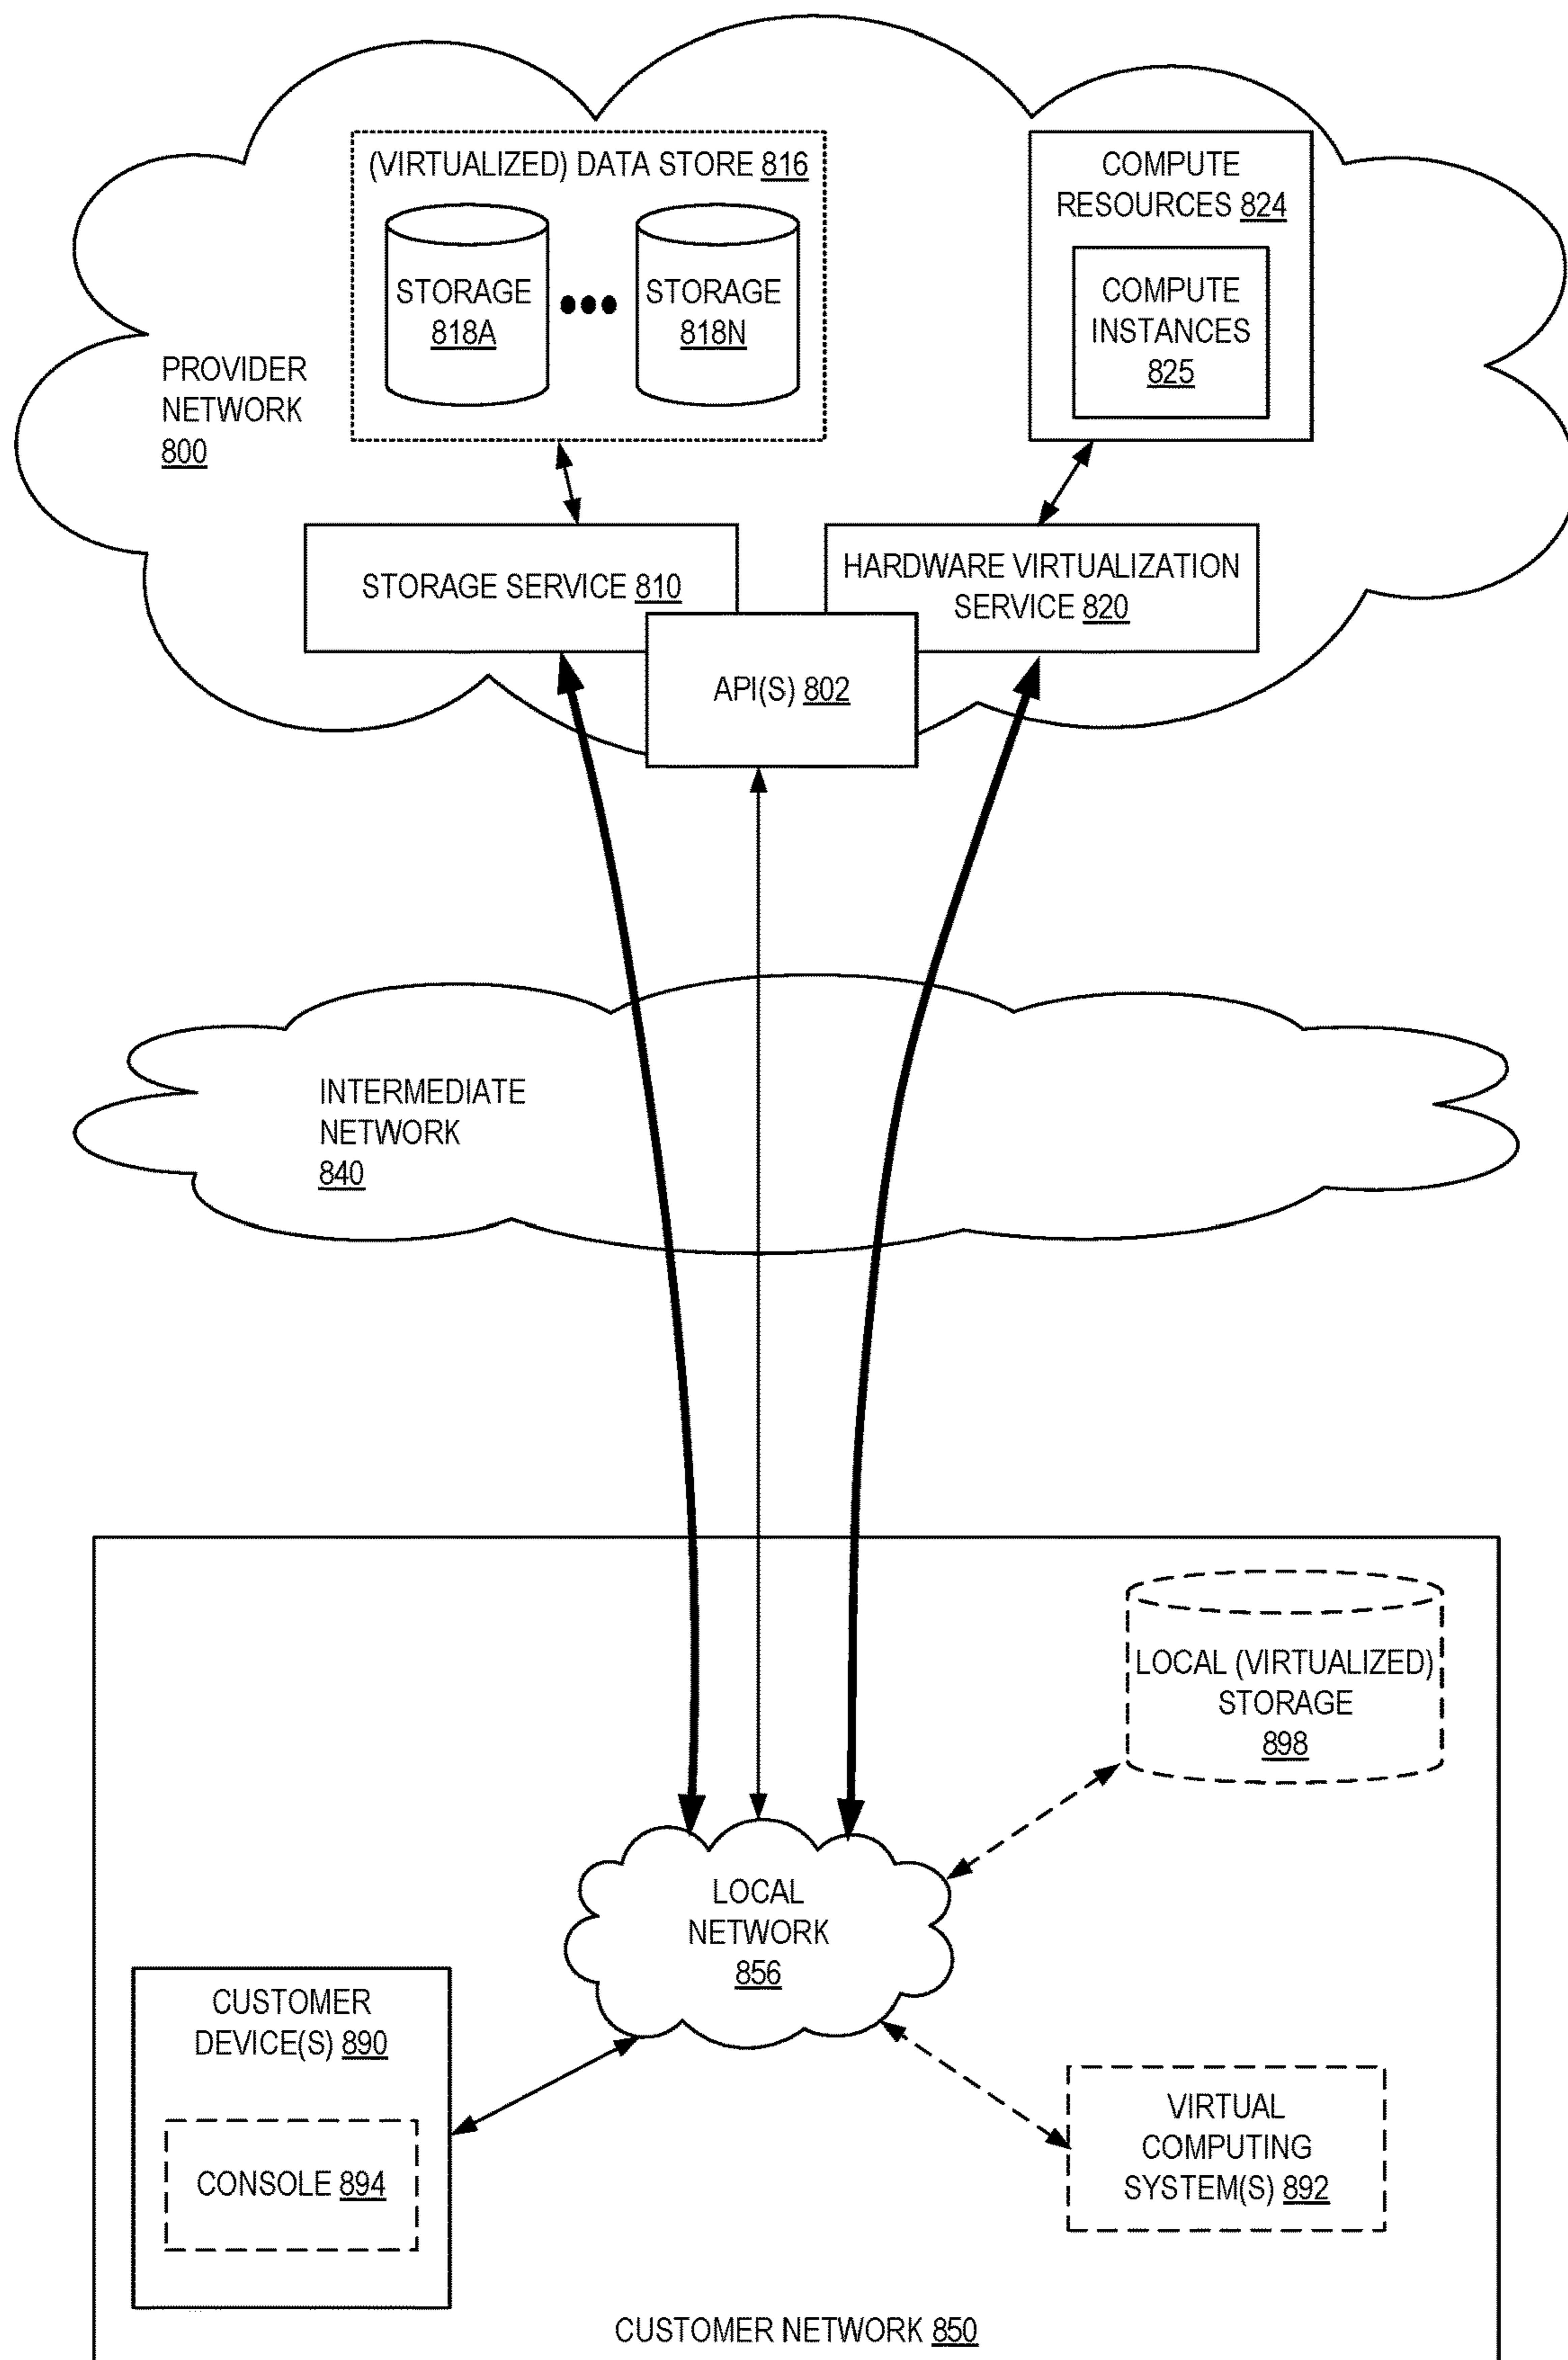 (VIRTUALIZED) DATA STORE 816
STORAGE
818A
STORAGE
818N
COMPUTE
RESOURCES 824
COMPUTE
INSTANCES
825
PROVIDER
NETWORK
800
STORAGE SERVICE 810
HARDWARE VIRTUALIZATION
SERVICE 820
API(S) 802
INTERMEDIATE
NETWORK
840
LOCAL (VIRTUALIZED)
STORAGE
898
LOCAL
NETWORK
856
CUSTOMER
DEVICE(S) 890
CONSOLE 894
VIRTUAL
COMPUTING
SYSTEM(S) 892
CUSTOMER NETWORK 850